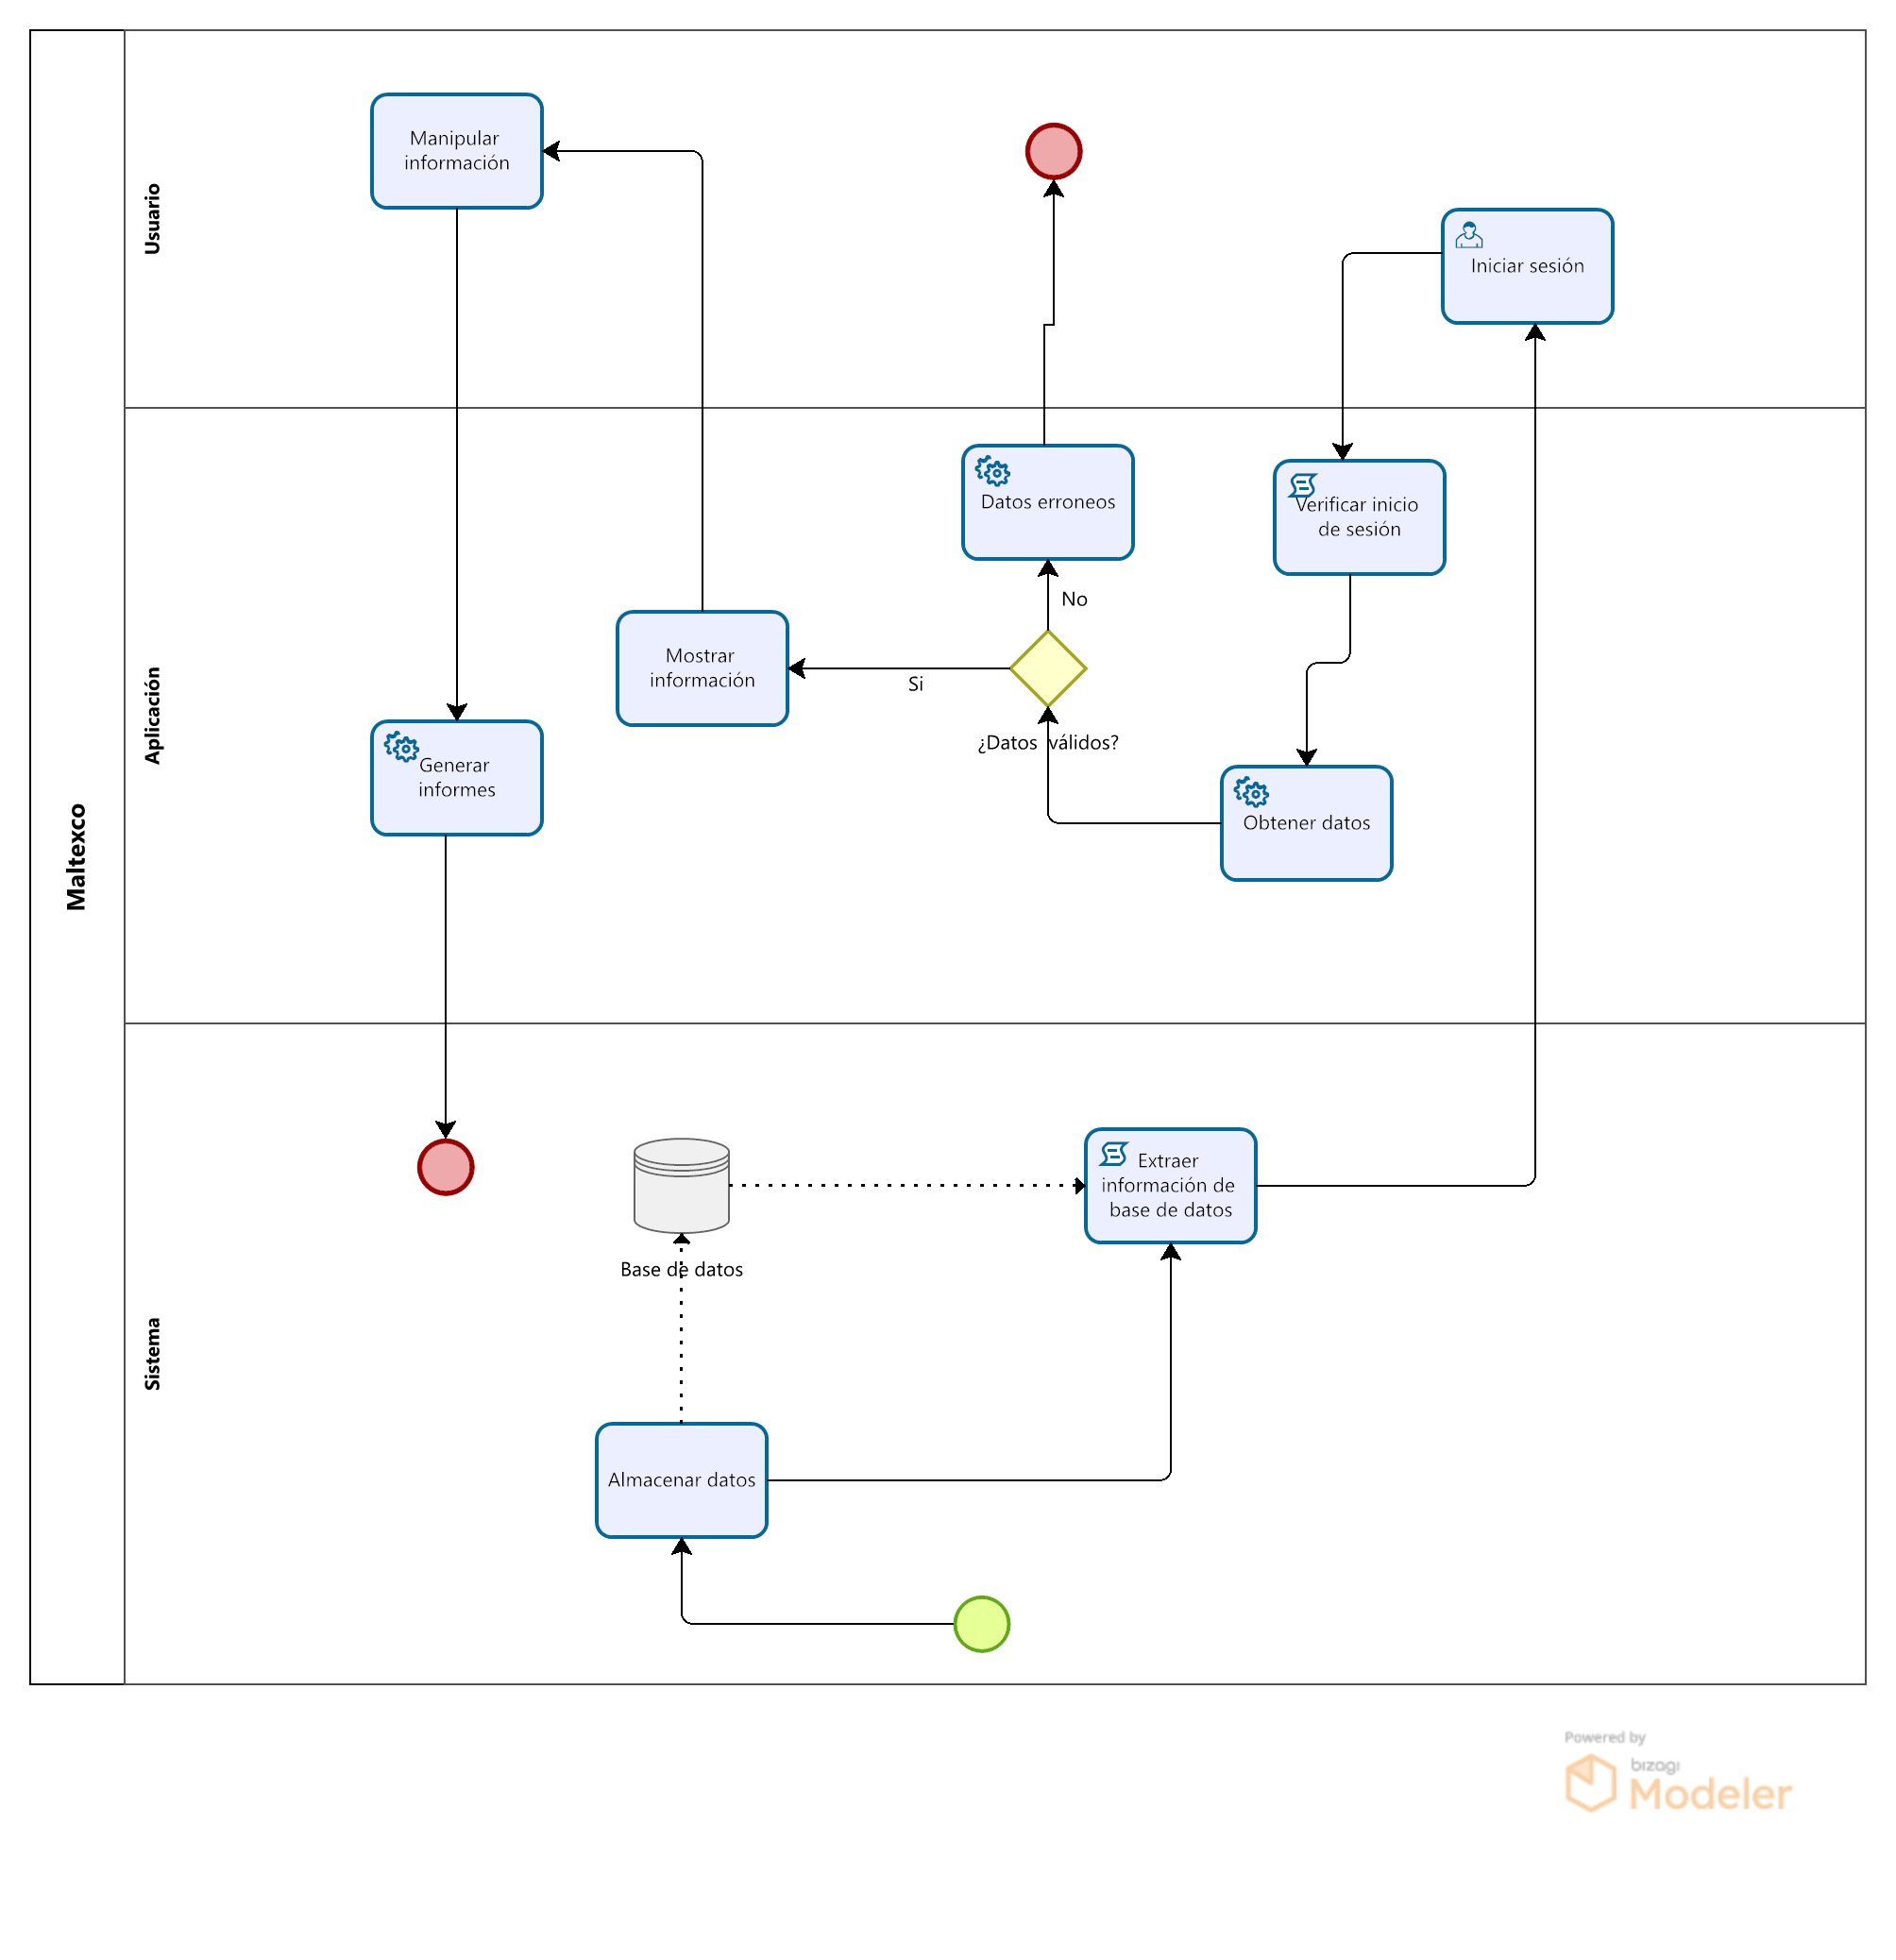 Maltexco
Usuario
Manipular
información
Iniciar sesión
Aplicación
Datos erroneos
Verificar inicio
de sesión
No
Mostrar
información
Si
¿Datos válidos?
Generar
informes
Obtener datos
Sistema
Extraer
información de
base de datos
Base de datos
Almacenar datos
Powered by
bizagi
Modeler